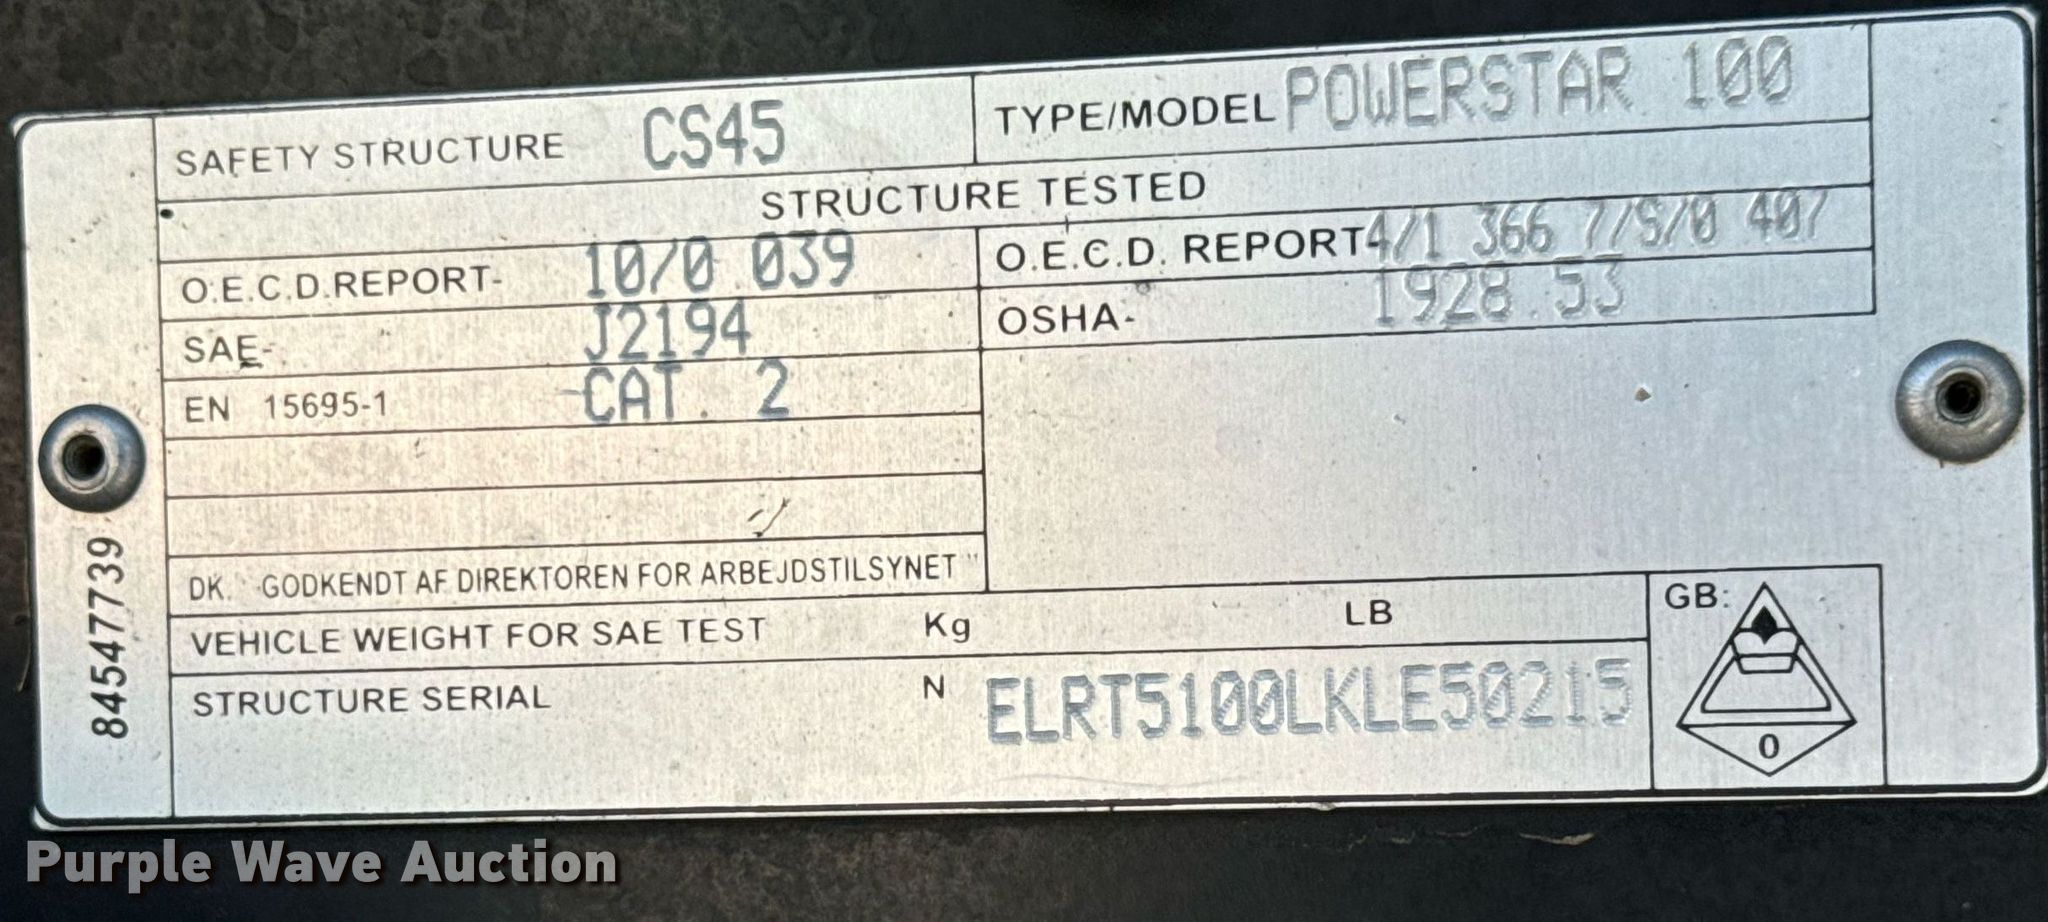 SAFETY STRUCTURE CS45 TYPE/MODEL POWERSTAR 100
STRUCTURE TESTED
O.E.C.D.REPORT- 10/0 039 O.E.C.D. REPORT 4/1 366 7/S/0 407
SAE- J2194 OSHA- 1928.53
EN 15695-1 CAT. 2
DK. "GODKENDT AF DIREKTOREN FOR ARBEJDSTILSYNET"
VEHICLE WEIGHT FOR SAE TEST Kg LB GB:
STRUCTURE SERIAL N ELRT5100LKLE50215
0
84547739
Purple Wave Auction